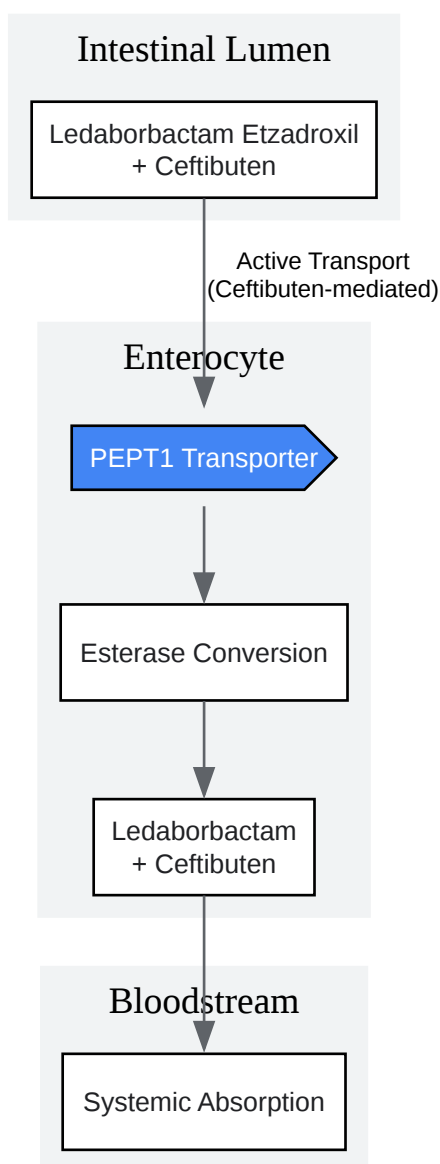 Intestinal Lumen
Ledaborbactam Etzadroxil
+ Ceftibuten
Active Transport
(Ceftibuten-mediated)
Enterocyte
PEPT1 Transporter
Esterase Conversion
Ledaborbactam
+ Ceftibuten
Bloodstream
Systemic Absorption